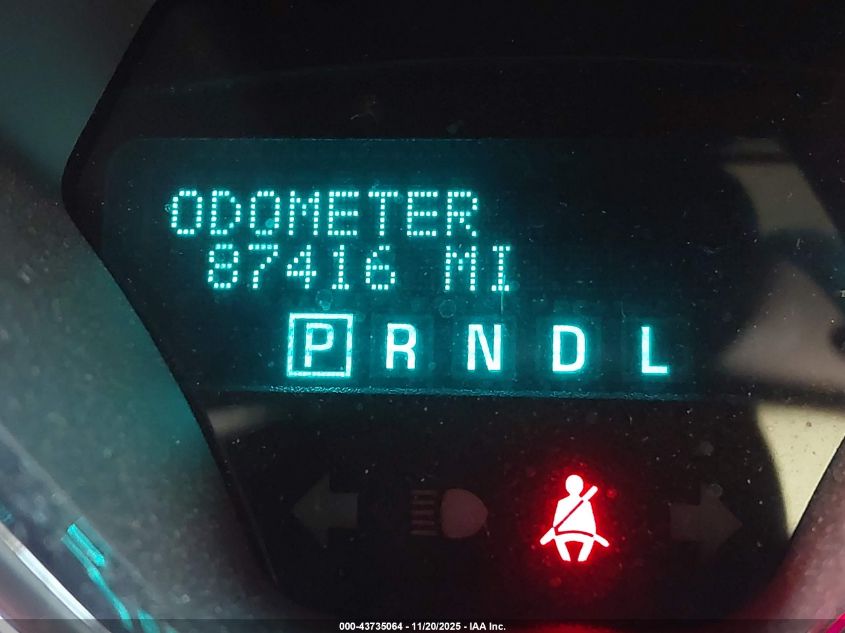 ODOMETER
87416 MI
P R N D L
000-43735064 - 11/20/2025 - IAA Inc.